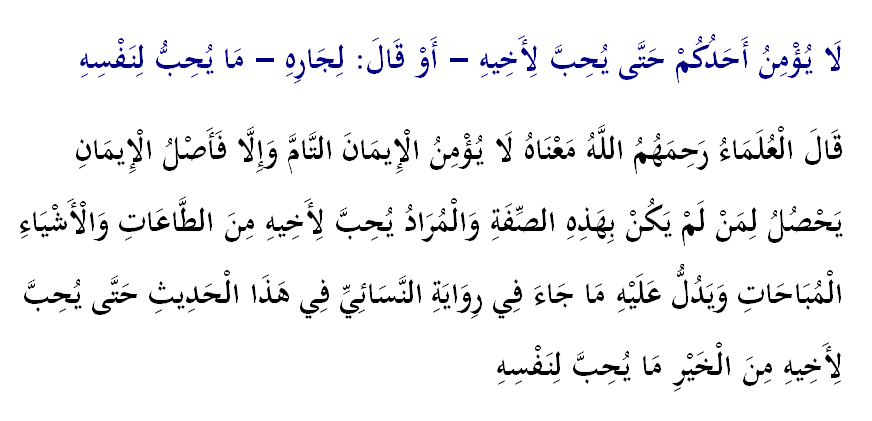 لَا يُؤْمِنُ أَحَدُكُمْ حَتَّى يُحِبَّ لِأَخِيهِ – أَوْ قَالَ: لِجَارِهِ – مَا يُحِبُّ لِنَفْسِهِ
قَالَ الْعُلَمَاءُ رَحِمَهُمُ اللَّهُ مَعْنَاهُ لَا يُؤْمِنُ الْإِيمَانَ التَّامَّ وَإِلَّا فَأَصْلُ الْإِيمَانِ
يَحْصُلُ لِمَنْ لَمْ يَكُنْ بِهَذِهِ الصِّفَةِ وَالْمُرَادُ يُحِبَّ لِأَخِيهِ مِنَ الطَّاعَاتِ وَالْأَشْيَاءِ
الْمُبَاحَاتِ وَيَدُلُّ عَلَيْهِ مَا جَاءَ فِي رِوَايَةِ النَّسَائِيِّ فِي هَذَا الْحَدِيثِ حَتَّى يُحِبَّ
لِأَخِيهِ مِنَ الْخَيْرِ مَا يُحِبَّ لِنَفْسِهِ